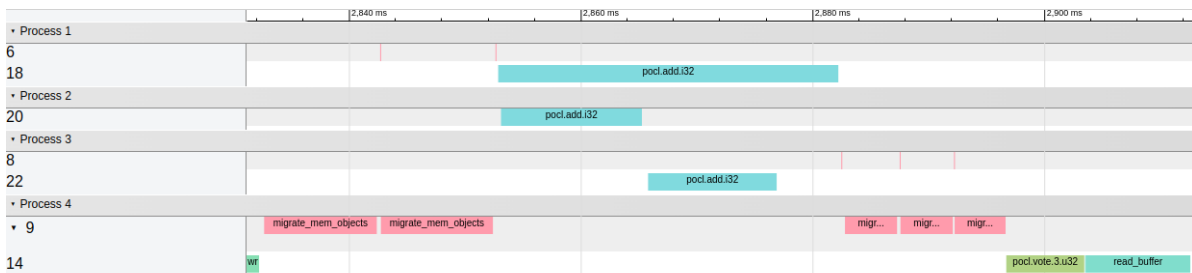 2,840 ms 2,860 ms 2,880 ms 2,900 ms
Process 1
6
18 pocl.add.i32
Process 2
20 pocl.add.i32
Process 3
8
22 pocl.add.i32
Process 4
9 migrate_mem_objects migrate_mem_objects migr... migr... migr...
14 wr pocl.vote.3.u32 read_buffer